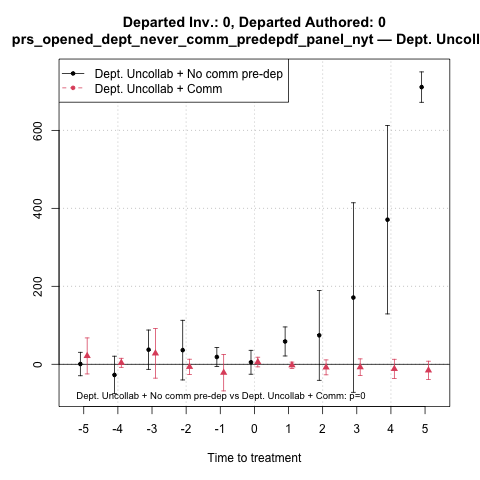 Departed Inv.: 0, Departed Authored: 0
prs_opened_dept_never_comm_predepdf_panel_nyt — Dept. Uncoll
Dept. Uncollab + No comm pre-dep
Dept. Uncollab + Comm
600
400
200
0
Dept. Uncollab + No comm pre-dep vs Dept. Uncollab + Comm: p=0
-5 -4 -3 -2 -1 0 1 2 3 4 5
Time to treatment